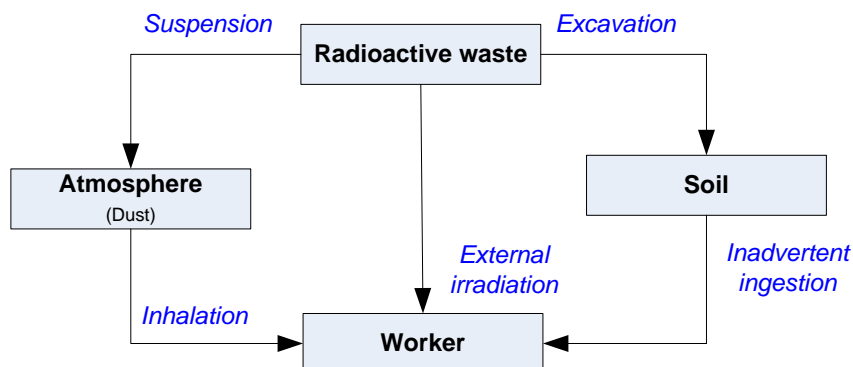 Suspension
Excavation
Radioactive waste
Atmosphere
(Dust)
Soil
External
irradiation
Inadvertent
ingestion
Inhalation
Worker